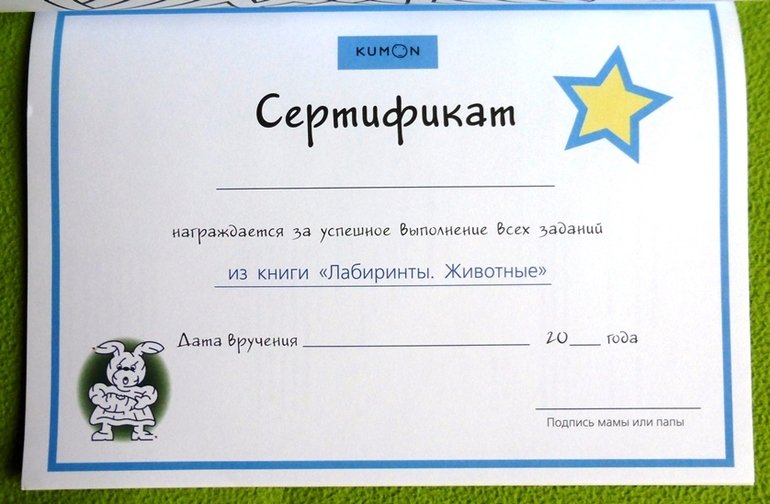 KUMON
Сертификат
награждается за успешное выполнение всех заданий
из книги «Лабиринты. Животные»
Дата вручения 20 года
Подпись мамы или папы